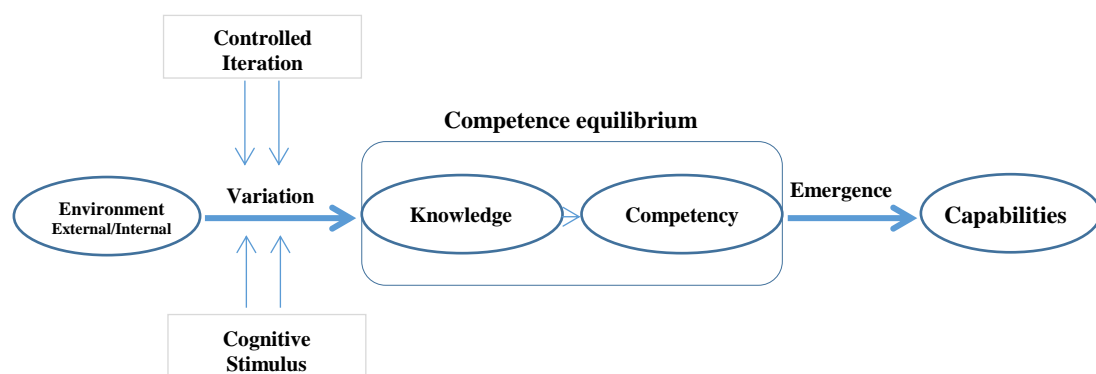 Controlled
Iteration
Competence equilibrium
Variation
Emergence
Environment
External/Internal
Knowledge
Competency
Capabilities
Cognitive
Stimulus